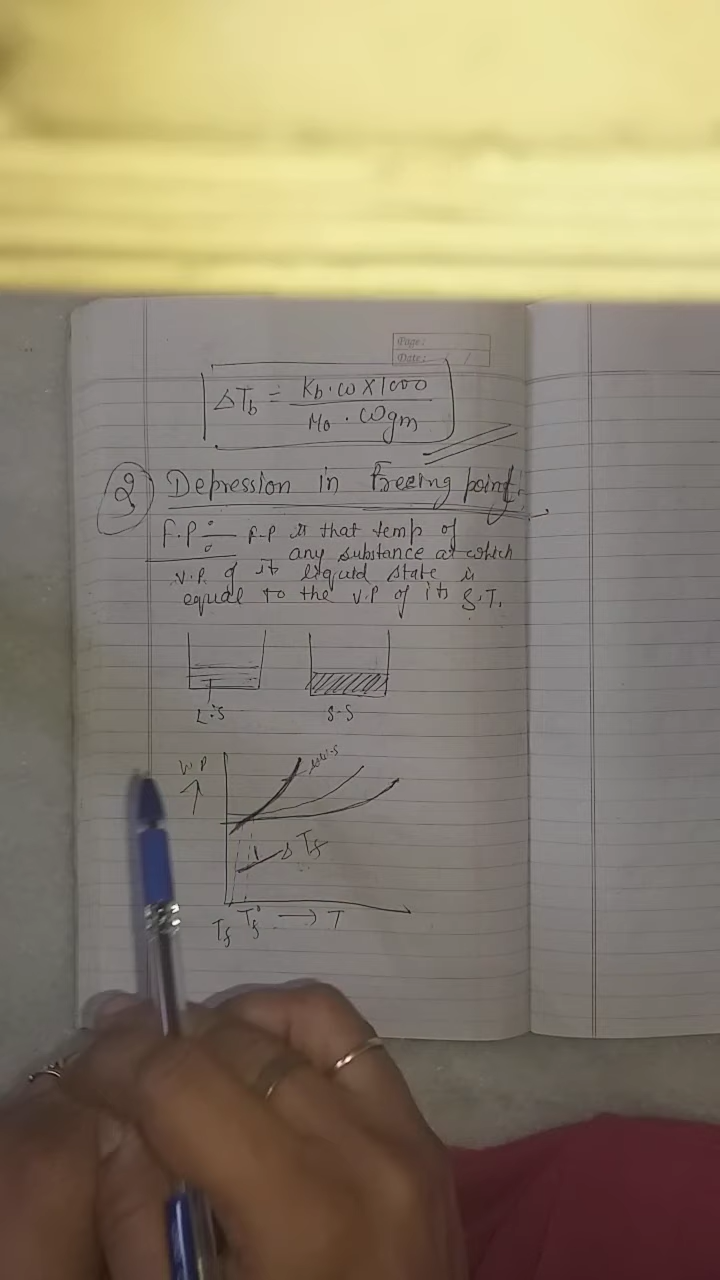 Page:
Date: / /
ΔTb = Kb·w×1000
M0 . Wgm
2 Depression in freezing point:
F.P:- F.P is that temp of
any substance at which
V.P. of its liquid state is
equal to the V.P of its S.T.
L.S
S-S
V.P
ΔTf
Tf Tf° → T